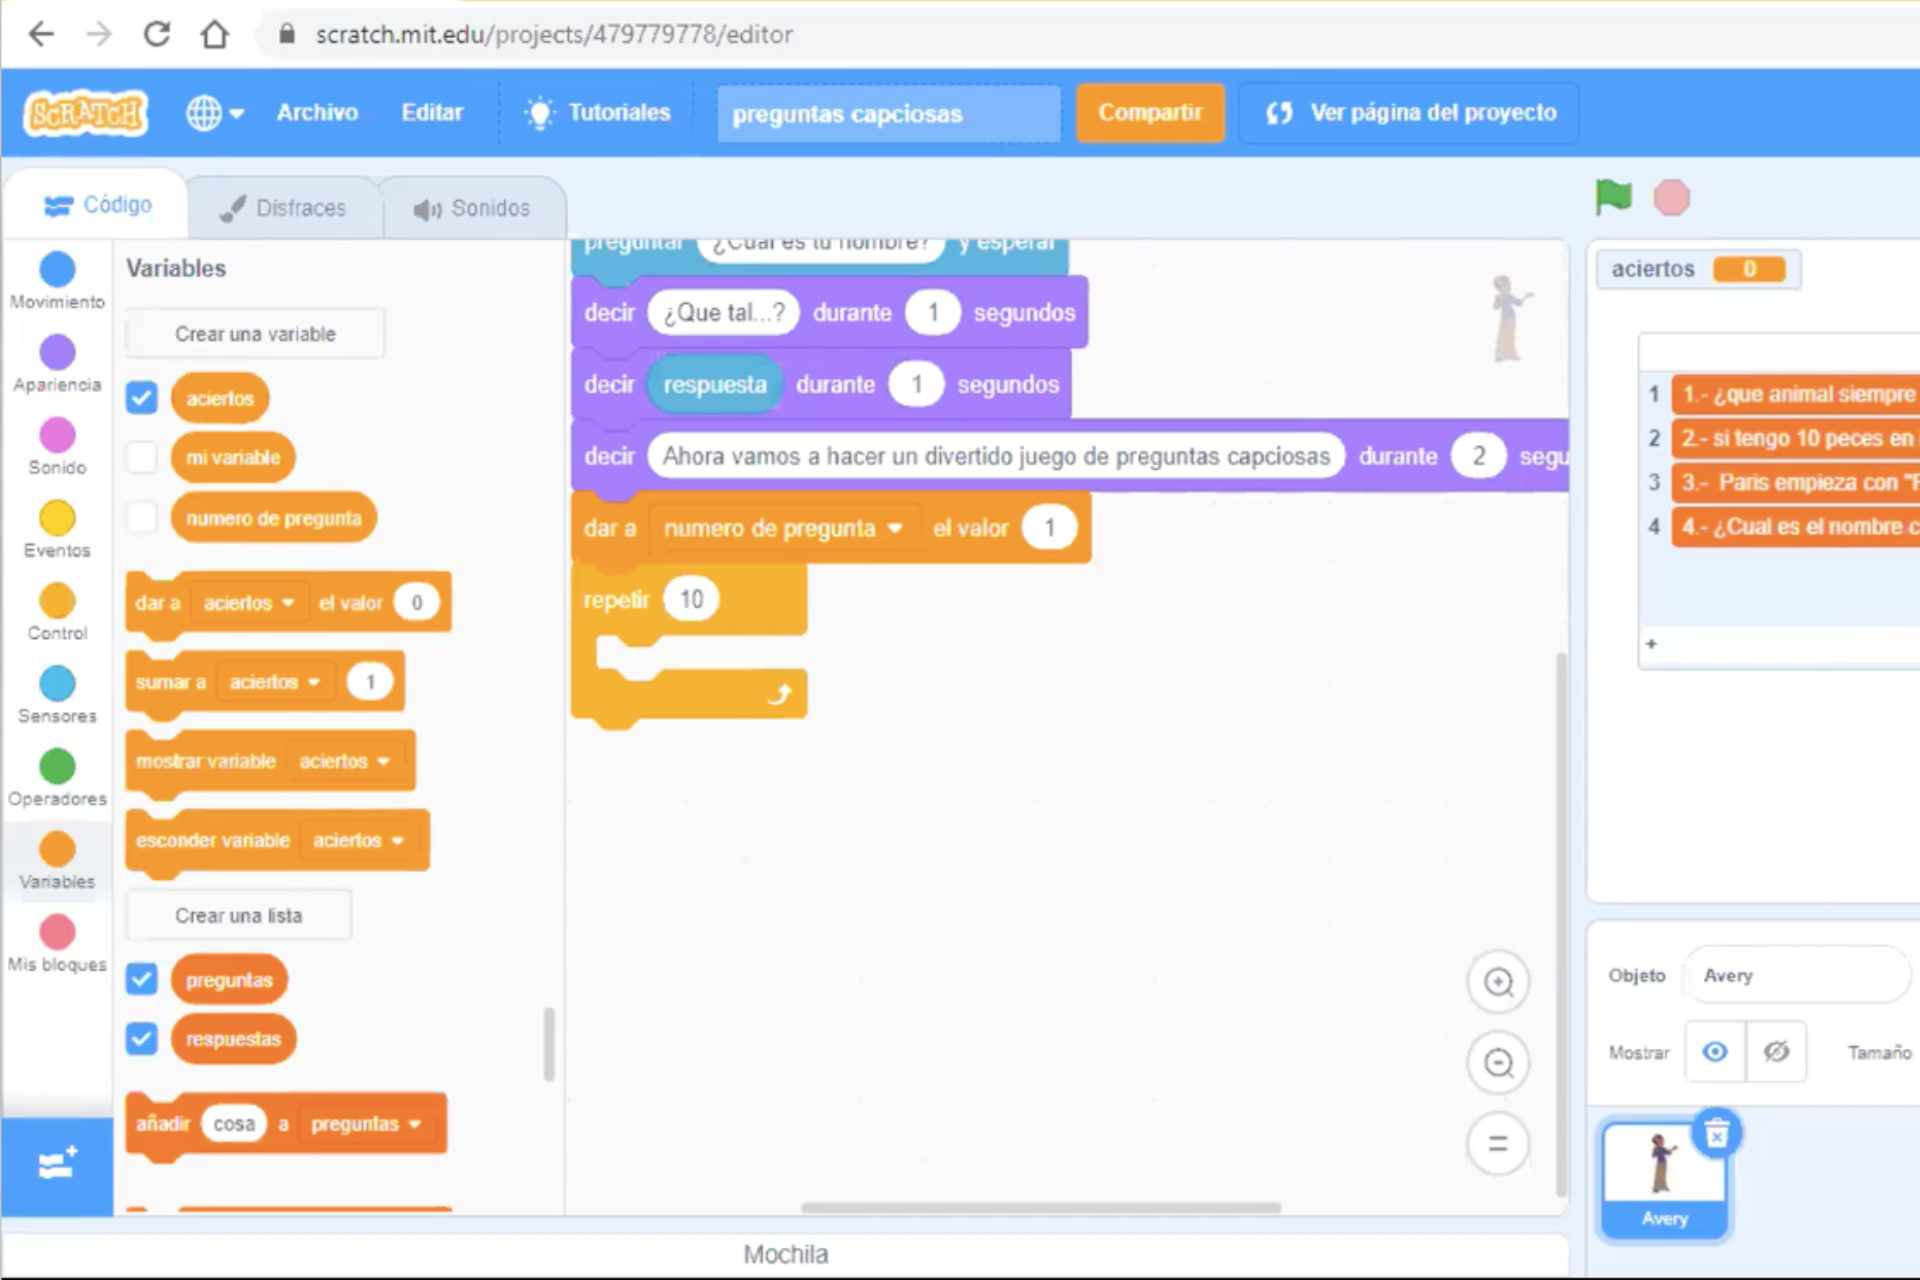 scratch.mit.edu/projects/479779778/editor
SCRATCH Archivo Editar Tutoriales preguntas capciosas Compartir Ver página del proyecto
Código Disfraces Sonidos
Movimiento
Apariencia
Sonido
Eventos
Control
Sensores
Operadores
Variables
Mis bloques
Variables
Crear una variable
aciertos
mi variable
numero de pregunta
dar a aciertos el valor 0
sumar a aciertos 1
mostrar variable aciertos
esconder variable aciertos
Crear una lista
preguntas
respuestas
añadir cosa a preguntas
preguntar ¿Cual es tu nombre? y esperar
decir ¿Que tal...? durante 1 segundos
decir respuesta durante 1 segundos
decir Ahora vamos a hacer un divertido juego de preguntas capciosas durante 2 segu
dar a numero de pregunta el valor 1
repetir 10
aciertos 0
1 1.- ¿que animal siempre
2 2.- si tengo 10 peces en
3 3.- Paris empieza con "P
4 4.- ¿Cual es el nombre c
+
Objeto Avery
Mostrar Tamaño
Avery
Mochila